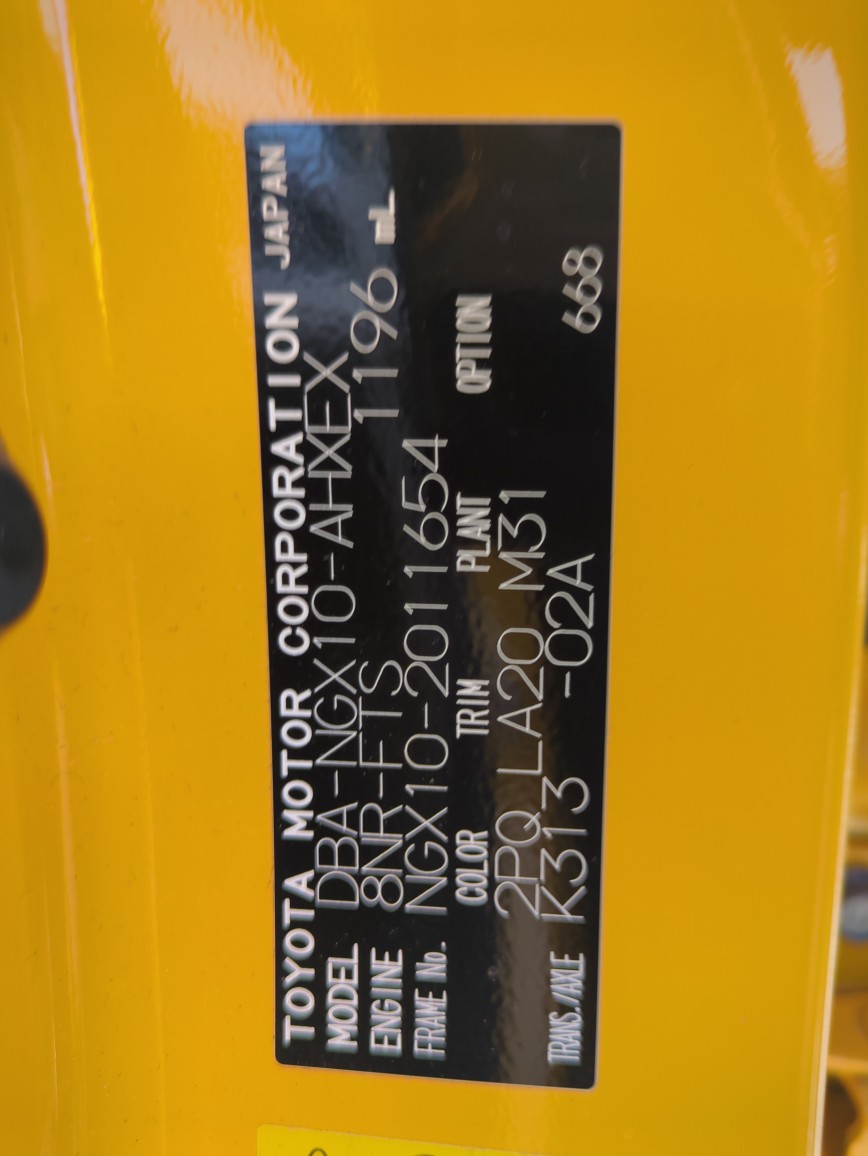 TOYOTA MOTOR CORPORATION JAPAN
MODEL DBA-NGX10-AHXEX
ENGINE 8NR-FTS 1196 mL
FRAME No. NGX10-2011654
COLOR TRIM PLANT OPTION
2PQ LA20 M31
TRANS./AXLE K313 -02A 668